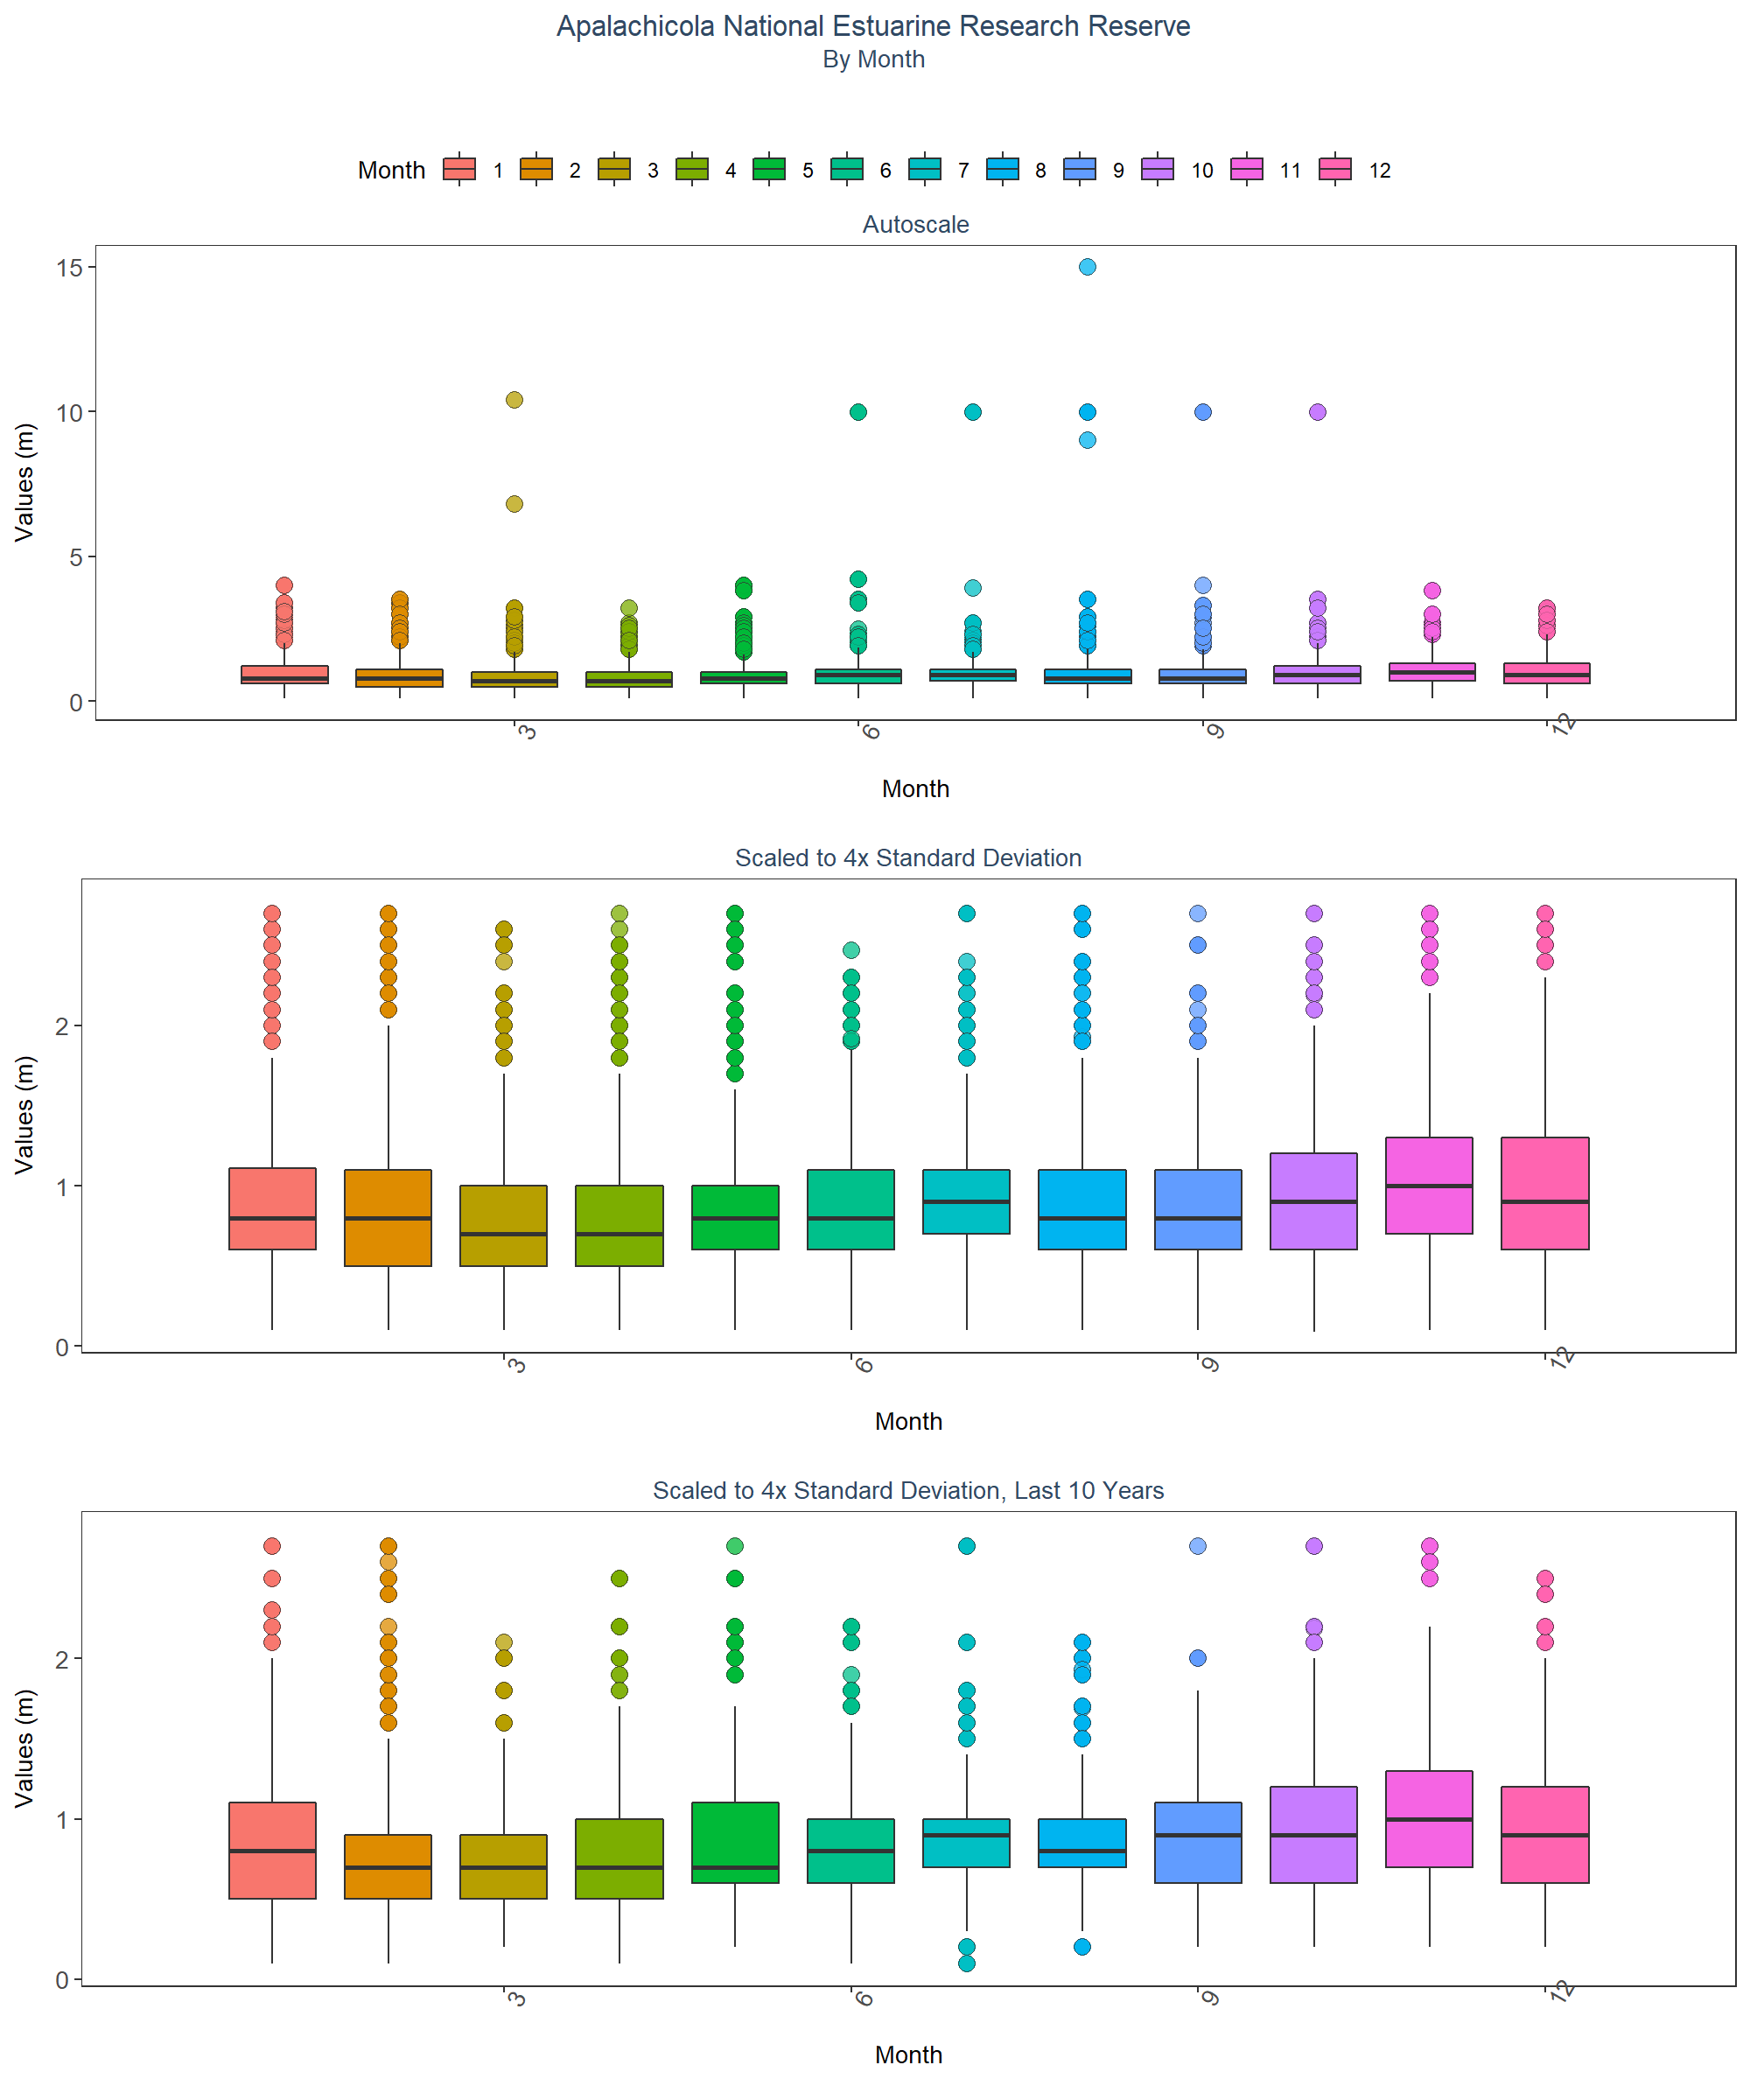 Apalachicola National Estuarine Research Reserve
By Month
Month 1 2 3 4 5 6 7 8 9 10 11 12
Autoscale
Values (m)
15
10
5
0
3 6 9 12
Month
Scaled to 4x Standard Deviation
Values (m)
2
1
0
3 6 9 12
Month
Scaled to 4x Standard Deviation, Last 10 Years
Values (m)
2
1
0
3 6 9 12
Month